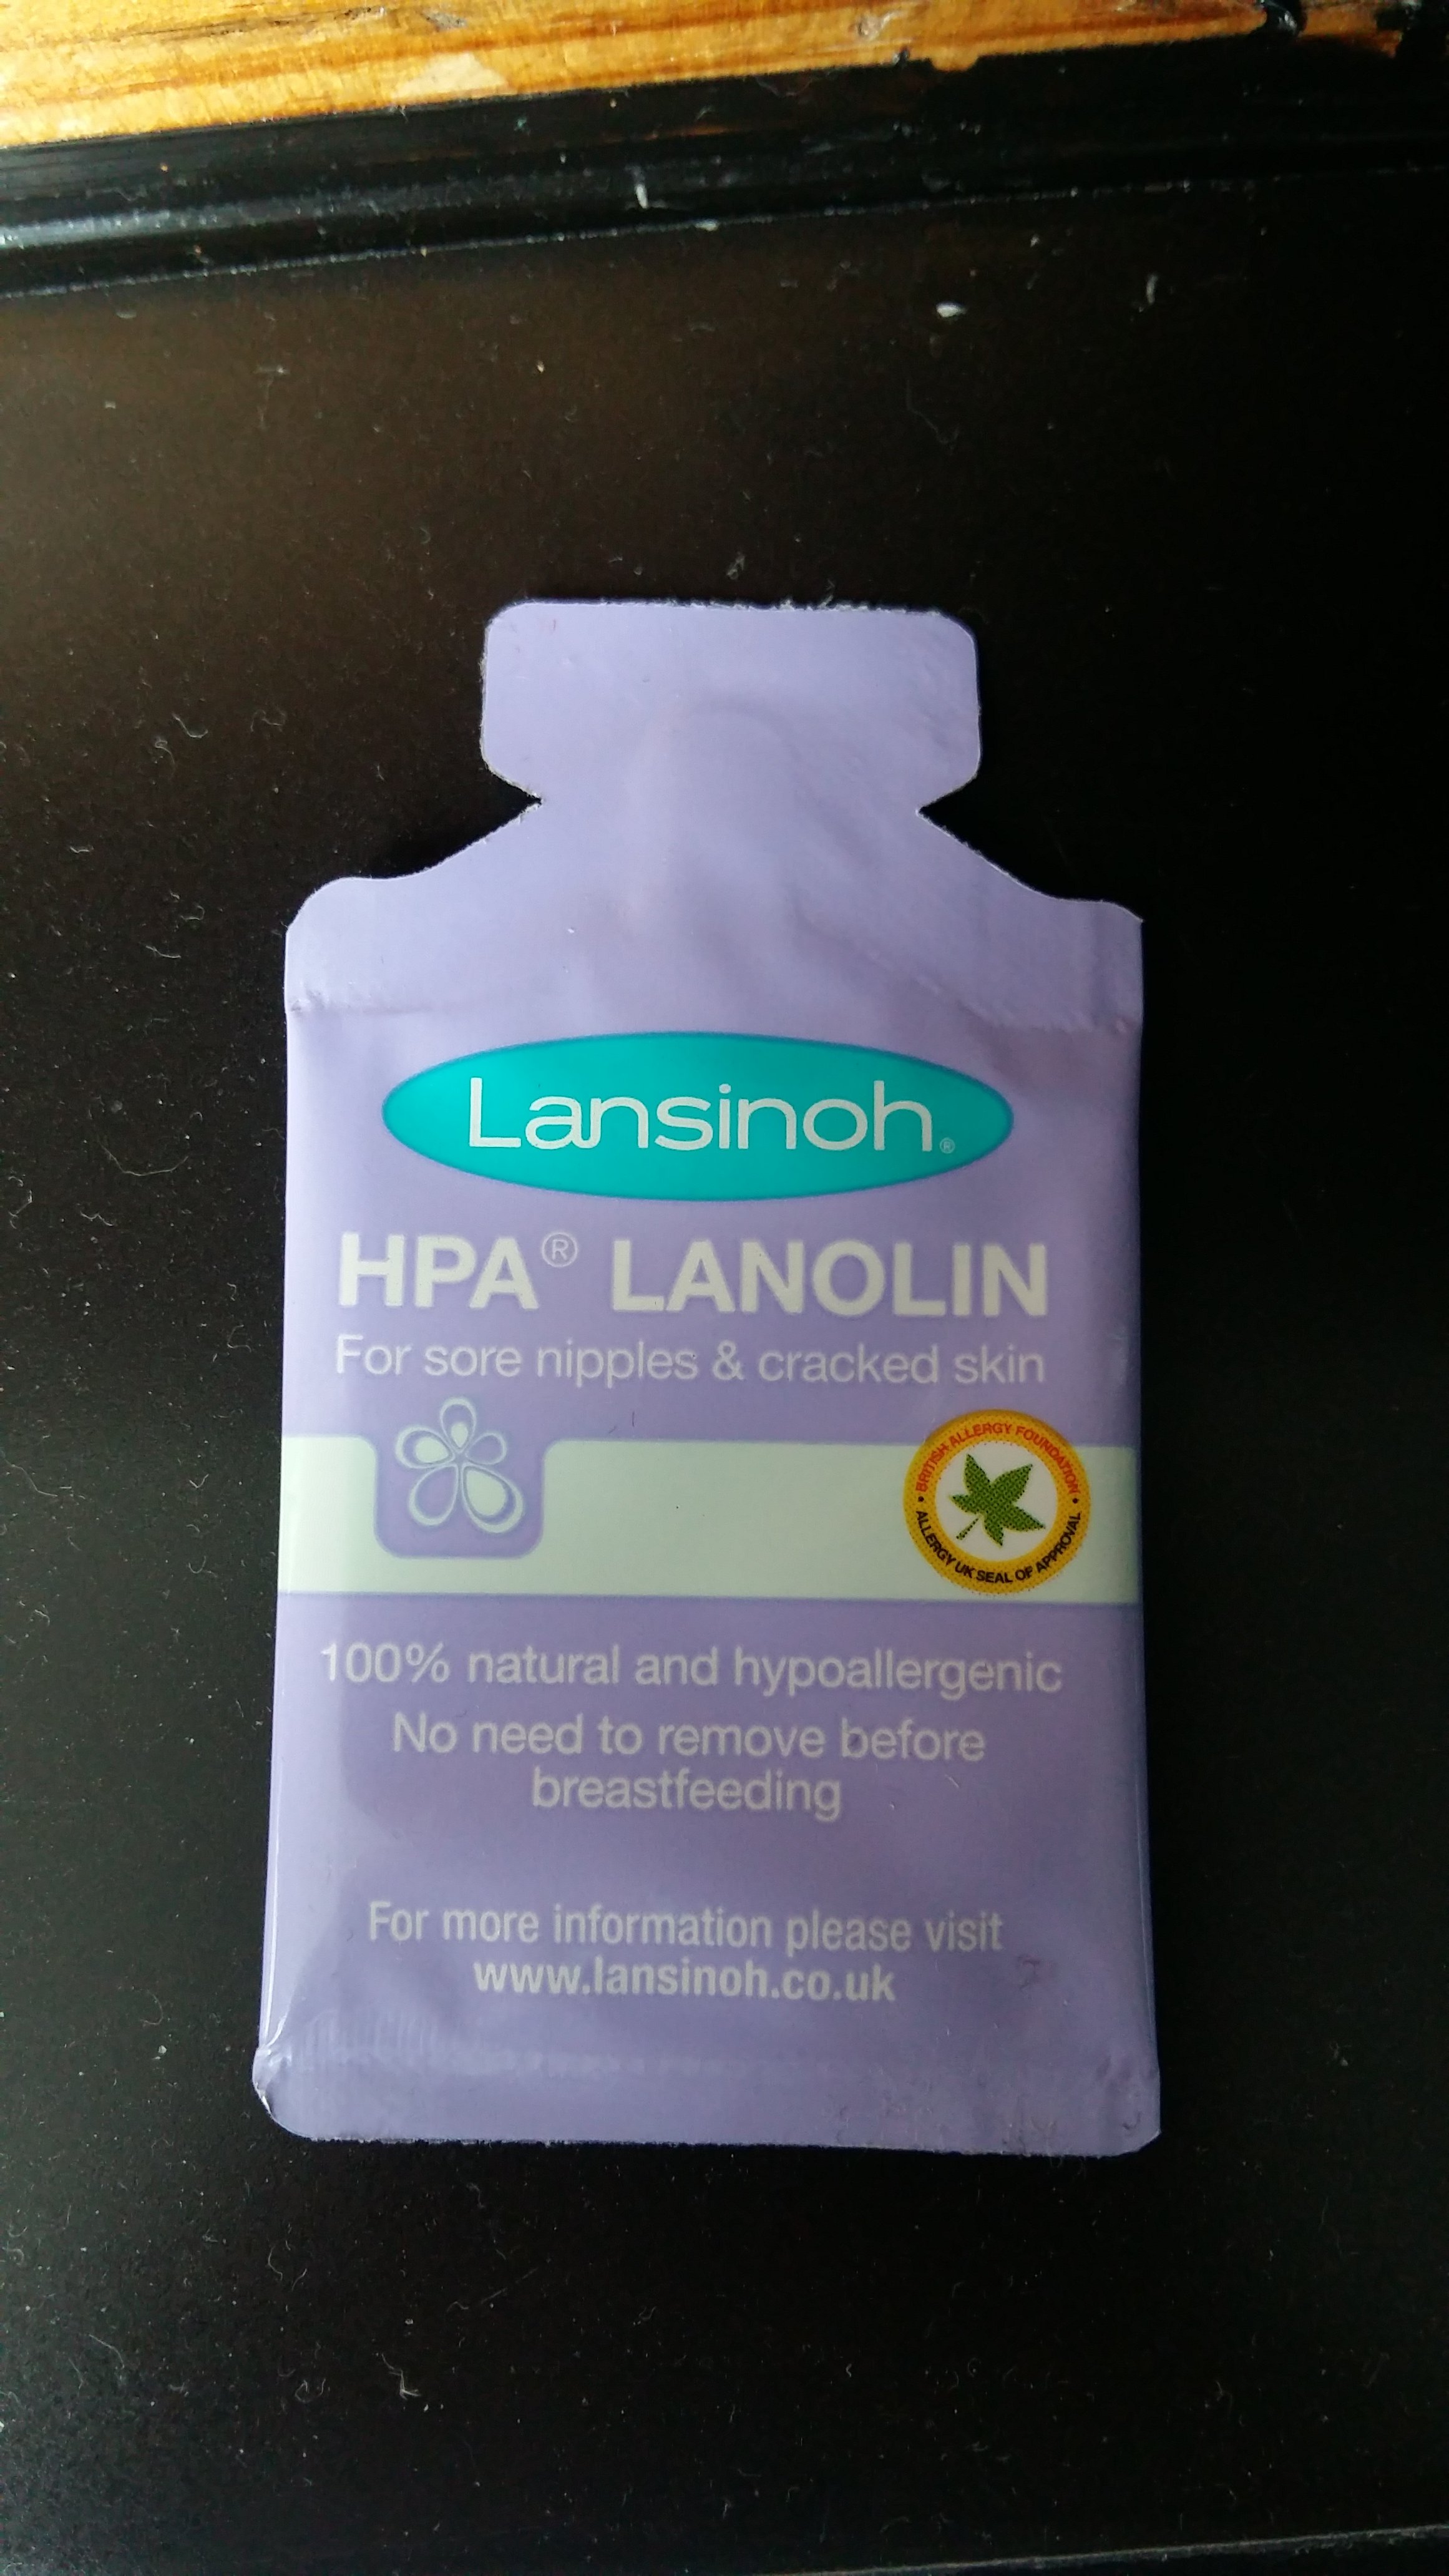 Lansinoh®
HPA® LANOLIN
For sore nipples & cracked skin
• BRITISH ALLERGY FOUNDATION •
ALLERGY UK SEAL OF APPROVAL
100% natural and hypoallergenic
No need to remove before
breastfeeding
For more information please visit
www.lansinoh.co.uk